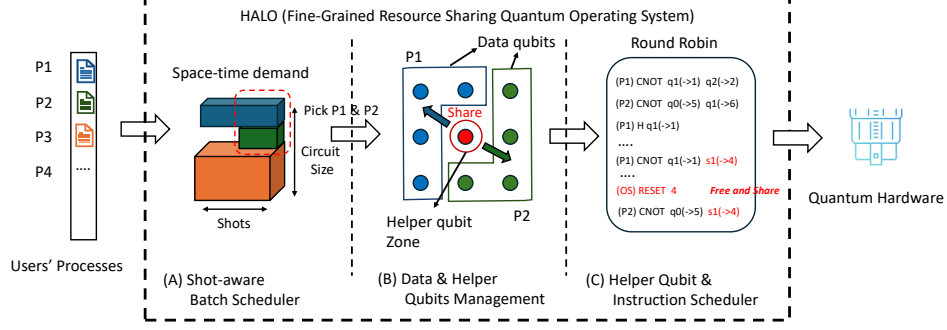 HALO (Fine-Grained Resource Sharing Quantum Operating System)
P1
P2
P3
P4
....
Users' Processes
Space-time demand
Pick P1 & P2
Circuit
Size
Shots
(A) Shot-aware
Batch Scheduler
P1
Data qubits
Share
Helper qubit
Zone
P2
(B) Data & Helper
Qubits Management
Round Robin
(P1) CNOT q1(->1) q2(->2)
(P2) CNOT q0(->5) q1(->6)
(P1) H q1(->1)
....
(P1) CNOT q1(->1) s1(->4)
....
(OS) RESET 4 Free and Share
(P2) CNOT q0(->5) s1(->4)
(C) Helper Qubit &
Instruction Scheduler
Quantum Hardware